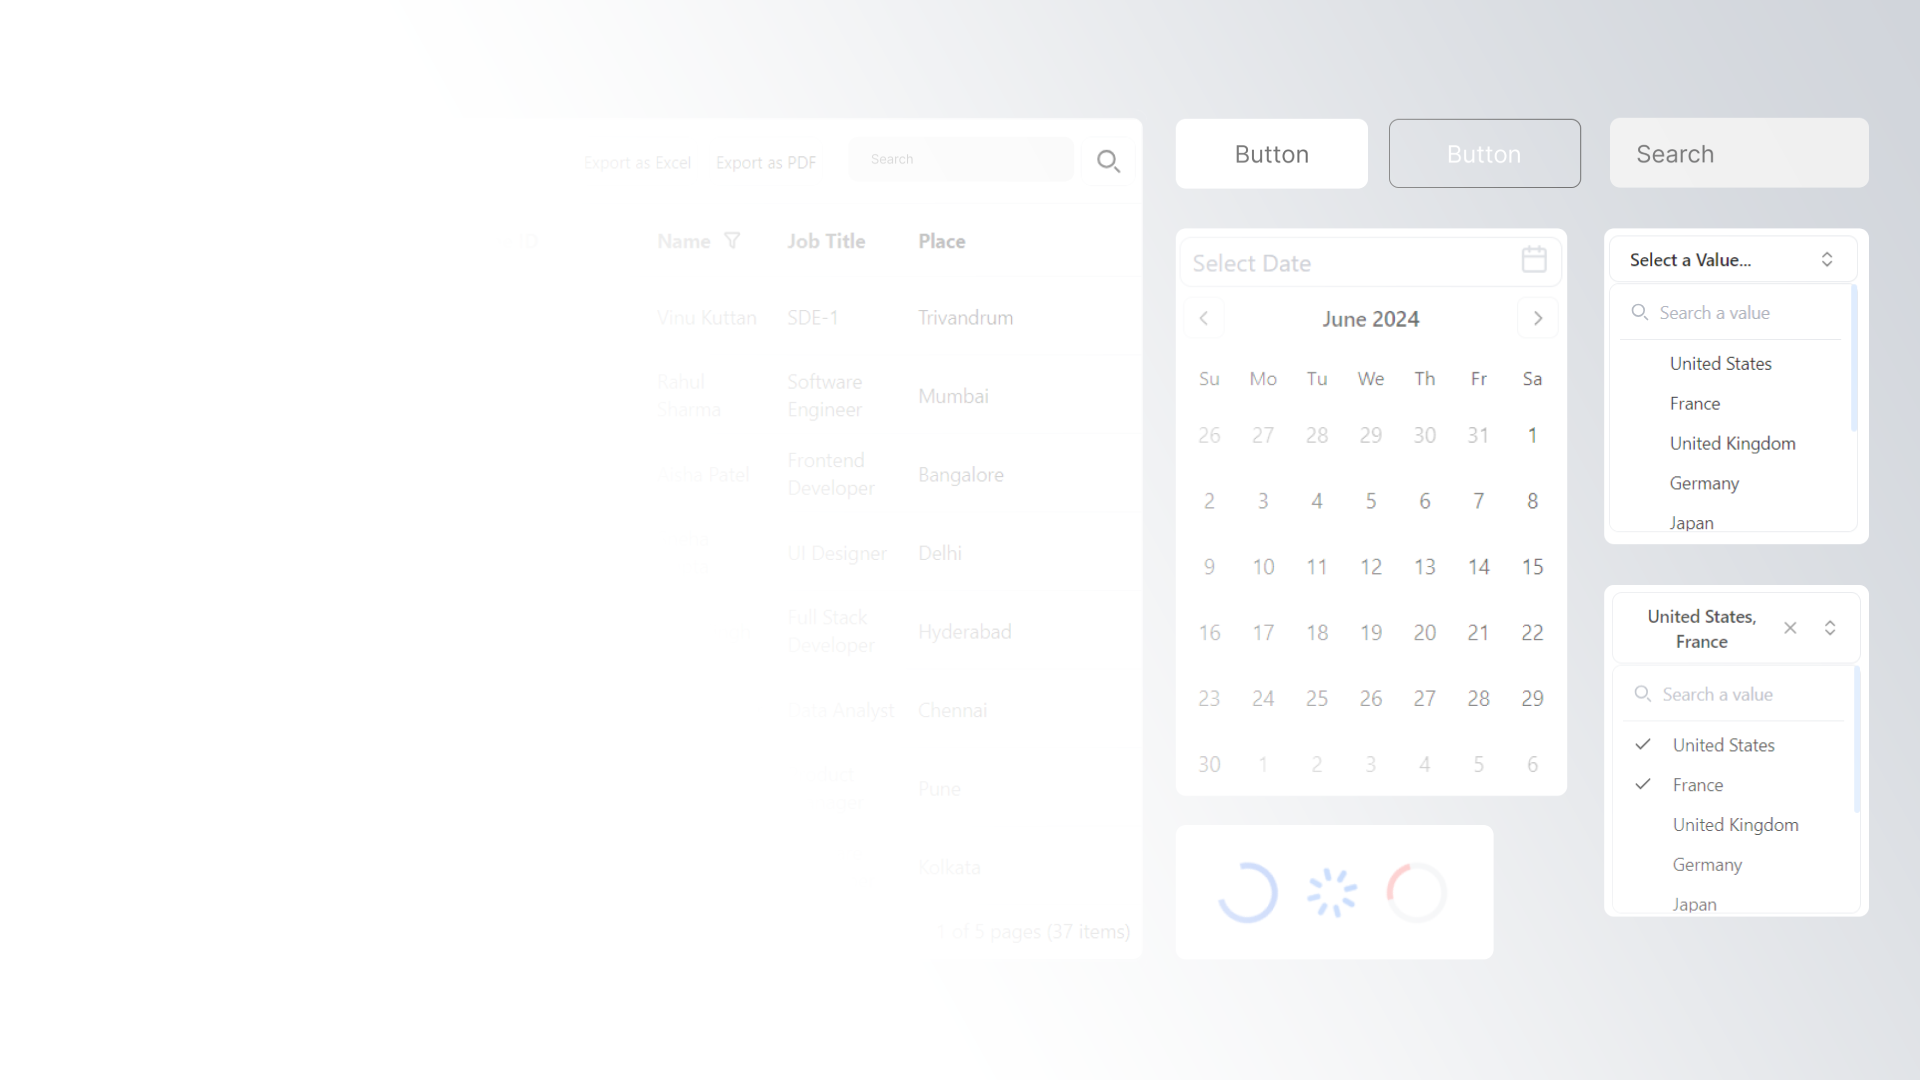 Export as Excel Export as PDF Search
ID Name Job Title Place
Vinu Kuttan SDE-1 Trivandrum
Rahul Sharma Software Engineer Mumbai
Patel Frontend Developer Bangalore
UI Designer Delhi
Full Stack Developer Hyderabad
Data Analyst Chennai
Pune
Kolkata
1 of 5 pages (37 items)
Button
Button
Search
Select Date
June 2024
Su Mo Tu We Th Fr Sa
26 27 28 29 30 31 1
2 3 4 5 6 7 8
9 10 11 12 13 14 15
16 17 18 19 20 21 22
23 24 25 26 27 28 29
30 1 2 3 4 5 6
Select a Value...
Search a value
United States
France
United Kingdom
Germany
Japan
United States,
France
Search a value
United States
France
United Kingdom
Germany
Japan